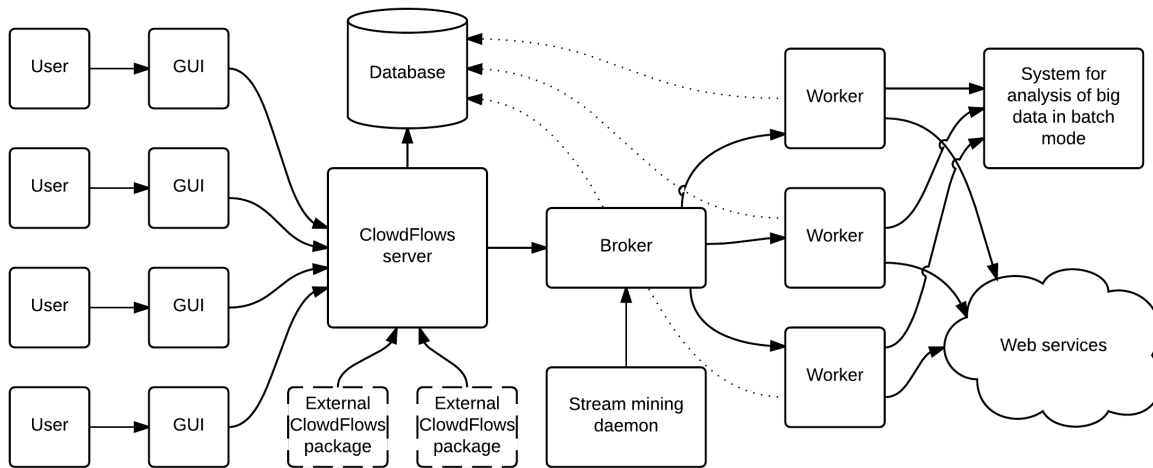 User
GUI
User
GUI
User
GUI
User
GUI
Database
ClowdFlows
server
External
ClowdFlows
package
External
ClowdFlows
package
Broker
Stream mining
daemon
Worker
Worker
Worker
System for
analysis of big
data in batch
mode
Web services